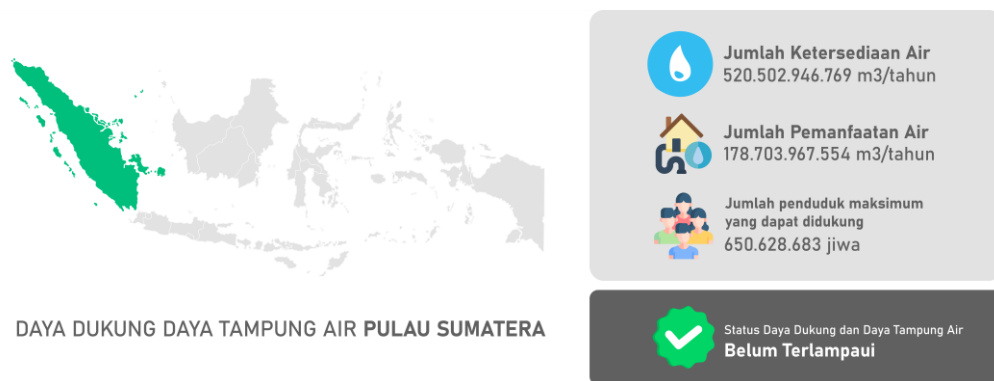 Jumlah Ketersediaan Air
520.502.946.769 m3/tahun
Jumlah Pemanfaatan Air
178.703.967.554 m3/tahun
Jumlah penduduk maksimum
yang dapat didukung
650.628.683 jiwa
DAYA DUKUNG DAYA TAMPUNG AIR PULAU SUMATERA
Status Daya Dukung dan Daya Tampung Air
Belum Terlampaui